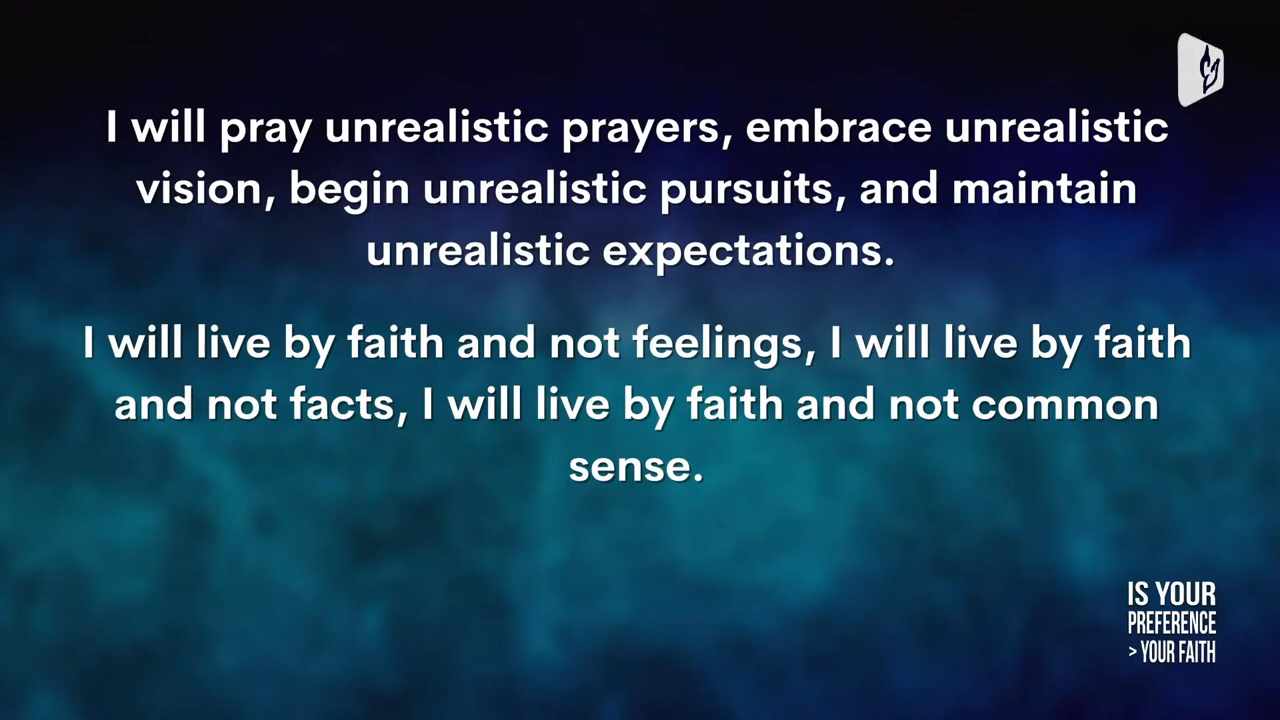 I will pray unrealistic prayers, embrace unrealistic
vision, begin unrealistic pursuits, and maintain
unrealistic expectations.
I will live by faith and not feelings, I will live by faith
and not facts, I will live by faith and not common
sense.
IS YOUR
PREFERENCE
> YOUR FAITH